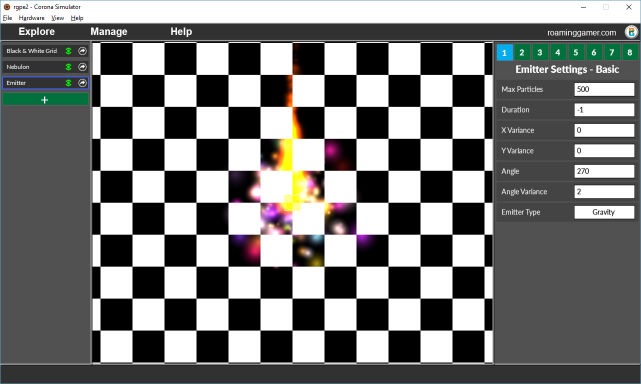 rgpe2 - Corona Simulator
File Hardware View Help
Explore Manage Help roaminggamer.com
Black & White Grid
Nebulon
Emitter
+
1 2 3 4 5 6 7 8
Emitter Settings - Basic
Max Particles 500
Duration -1
X Variance 0
Y Variance 0
Angle 270
Angle Variance 2
Emitter Type Gravity